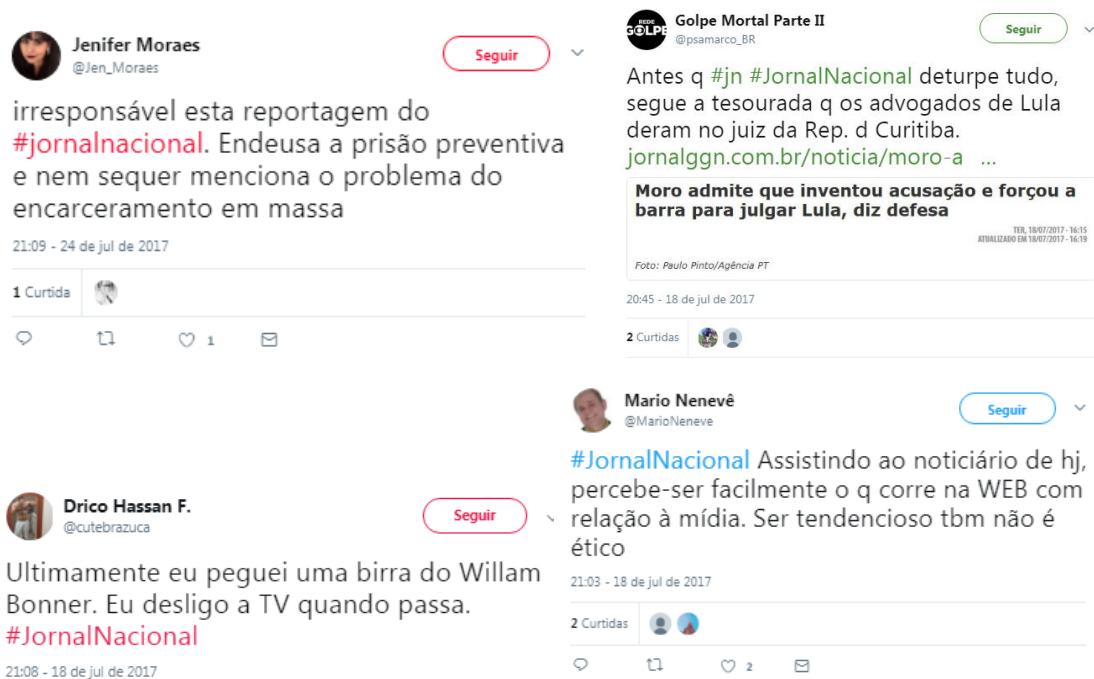 Jenifer Moraes
@Jen_Moraes
Seguir
irresponsável esta reportagem do
#jornalnacional. Endeusa a prisão preventiva
e nem sequer menciona o problema do
encarceramento em massa
21:09 - 24 de jul de 2017
1 Curtida
1
REDE
GOLPE
Golpe Mortal Parte II
@psamarco_BR
Seguir
Antes q #jn #JornalNacional deturpe tudo,
segue a tesourada q os advogados de Lula
deram no juiz da Rep. d Curitiba.
jornalggn.com.br/noticia/moro-a ...
Moro admite que inventou acusação e forçou a
barra para julgar Lula, diz defesa
TER, 18/07/2017 - 16:15
ATUALIZADO EM 18/07/2017 - 16:19
Foto: Paulo Pinto/Agência PT
20:45 - 18 de jul de 2017
2 Curtidas
Drico Hassan F.
@cutebrazuca
Seguir
Ultimamente eu peguei uma birra do Willam
Bonner. Eu desligo a TV quando passa.
#JornalNacional
21:08 - 18 de jul de 2017
Mario Nenevê
@MarioNeneve
Seguir
#JornalNacional Assistindo ao noticiário de hj,
percebe-ser facilmente o q corre na WEB com
relação à mídia. Ser tendencioso tbm não é
ético
21:03 - 18 de jul de 2017
2 Curtidas
2